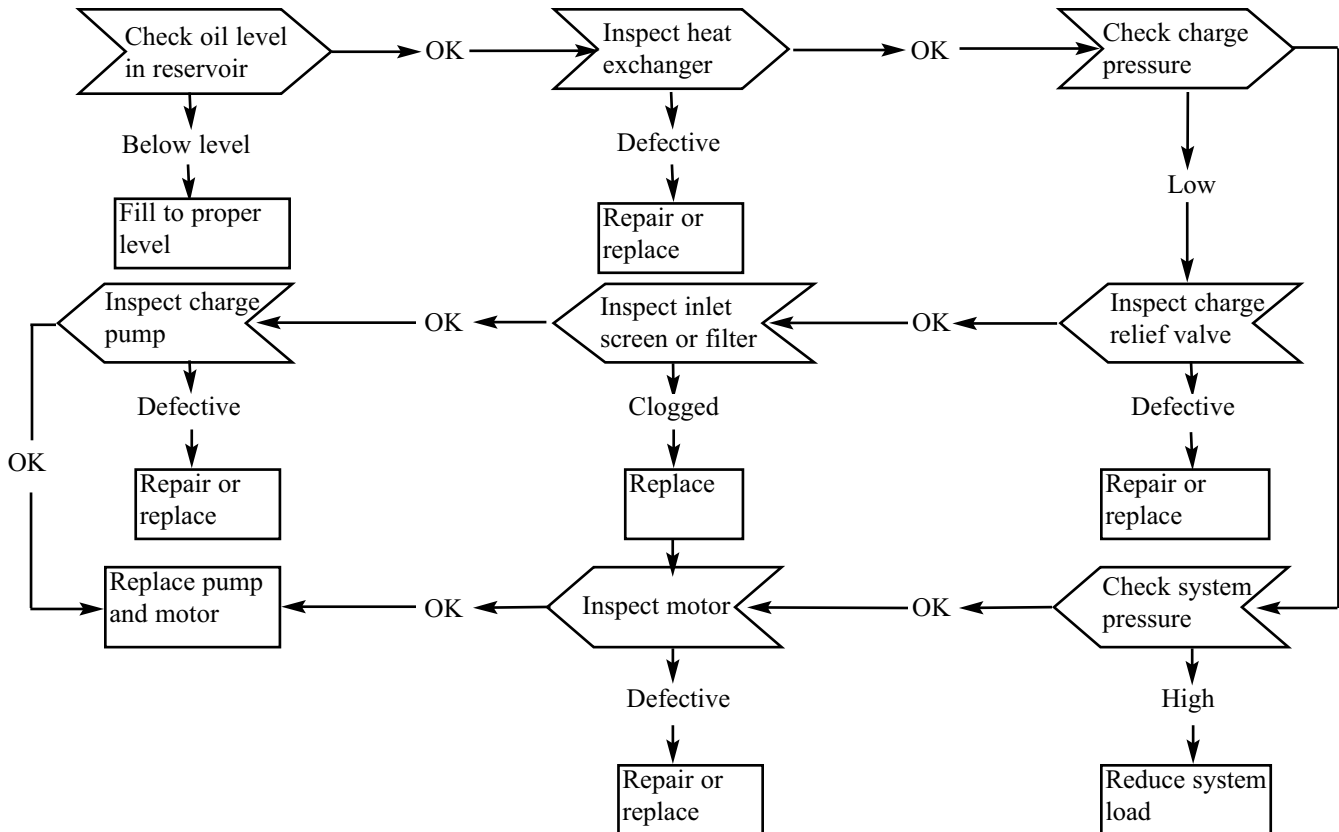 Check oil level
in reservoir
OK
Inspect heat
exchanger
OK
Check charge
pressure
Below level
Defective
Low
Fill to proper
level
Repair or
replace
Inspect charge
pump
OK
Inspect inlet
screen or filter
OK
Inspect charge
relief valve
Defective
Clogged
Defective
OK
Repair or
replace
Replace
Repair or
replace
Replace pump
and motor
OK
Inspect motor
OK
Check system
pressure
Defective
High
Repair or
replace
Reduce system
load